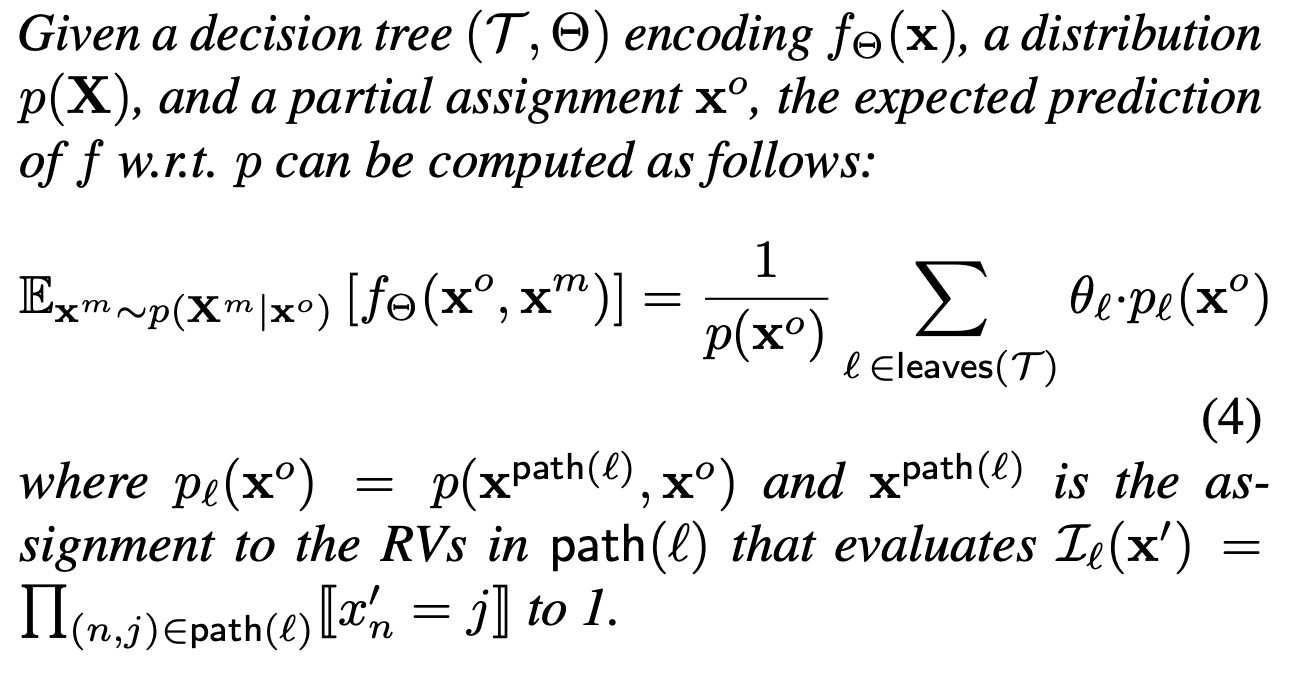 Given a decision tree (𝒯, Θ) encoding f_Θ(𝐱), a distribution
p(𝐗), and a partial assignment 𝐱^o, the expected prediction
of f w.r.t. p can be computed as follows:
𝔼_{𝐱^m∼p(𝐗^m|𝐱^o)} [f_Θ(𝐱^o, 𝐱^m)] = \frac{1}{p(𝐱^o)} ∑_{ℓ∈leaves(𝒯)} θ_ℓ·p_ℓ(𝐱^o)
(4)
where p_ℓ(𝐱^o) = p(𝐱^{path(ℓ)}, 𝐱^o) and 𝐱^{path(ℓ)} is the as-
signment to the RVs in path(ℓ) that evaluates ℐ_ℓ(𝐱′) =
∏_{(n,j)∈path(ℓ)} ⟦x′_n = j⟧ to 1.